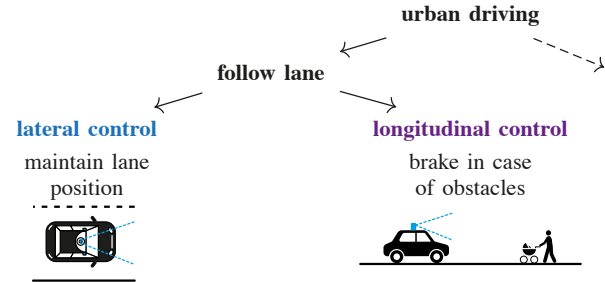 urban driving
follow lane
lateral control
maintain lane
position
longitudinal control
brake in case
of obstacles